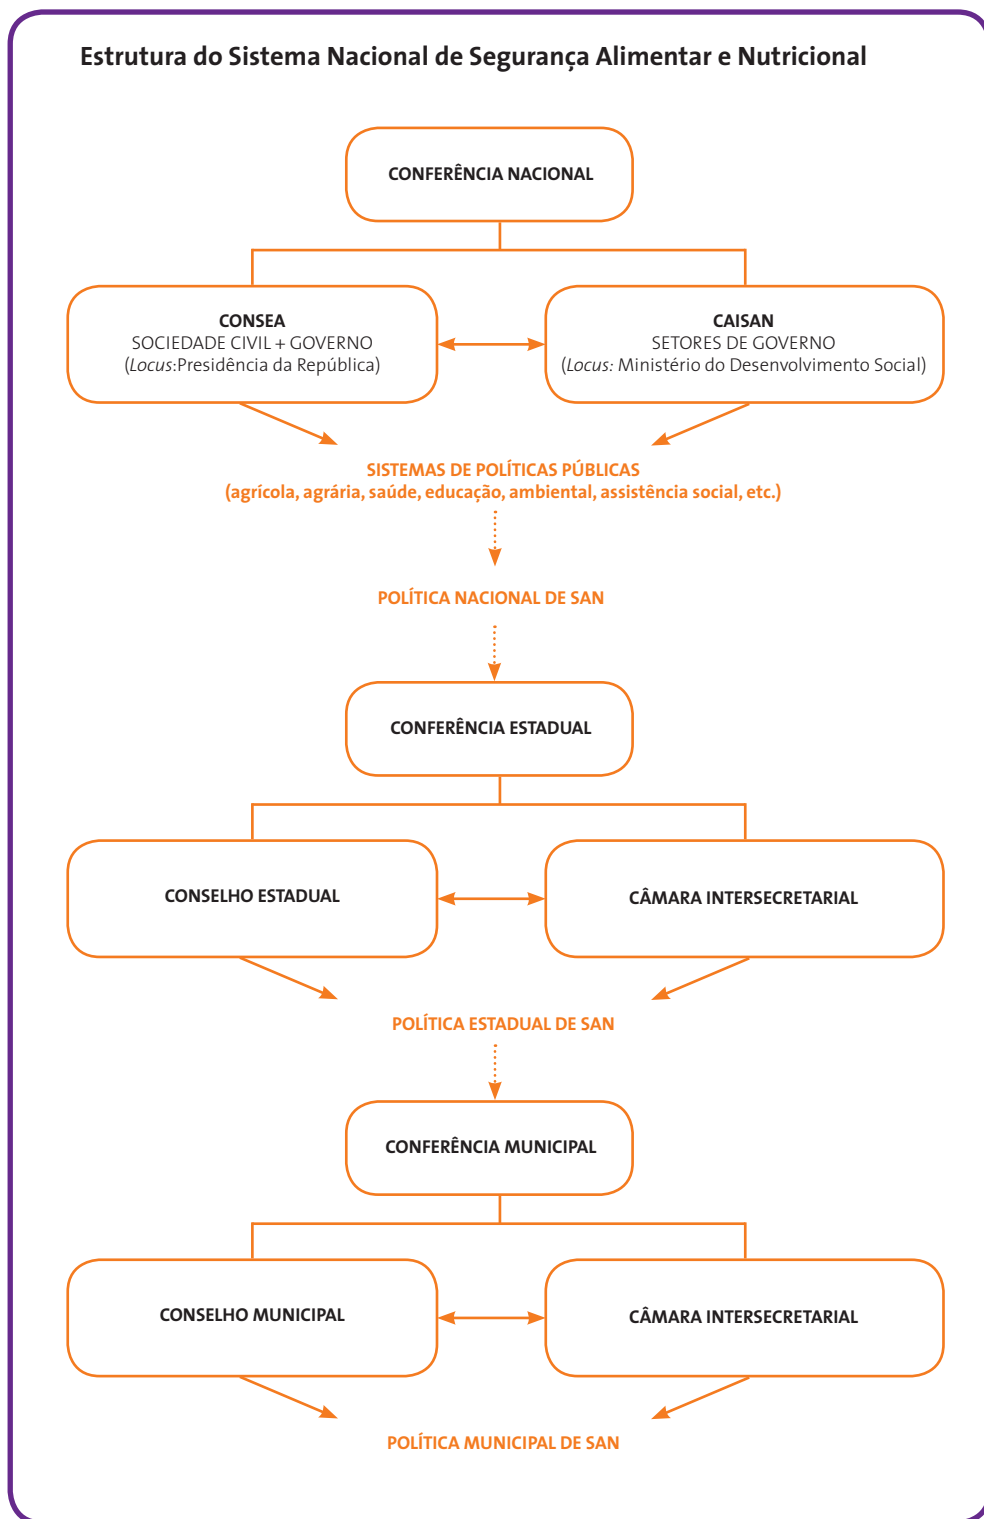 Estrutura do Sistema Nacional de Segurança Alimentar e Nutricional
CONFERÊNCIA NACIONAL
CONSEA
SOCIEDADE CIVIL + GOVERNO
(Locus:Presidência da República)
CAISAN
SETORES DE GOVERNO
(Locus: Ministério do Desenvolvimento Social)
SISTEMAS DE POLÍTICAS PÚBLICAS
(agrícola, agrária, saúde, educação, ambiental, assistência social, etc.)
POLÍTICA NACIONAL DE SAN
CONFERÊNCIA ESTADUAL
CONSELHO ESTADUAL
CÂMARA INTERSECRETARIAL
POLÍTICA ESTADUAL DE SAN
CONFERÊNCIA MUNICIPAL
CONSELHO MUNICIPAL
CÂMARA INTERSECRETARIAL
POLÍTICA MUNICIPAL DE SAN